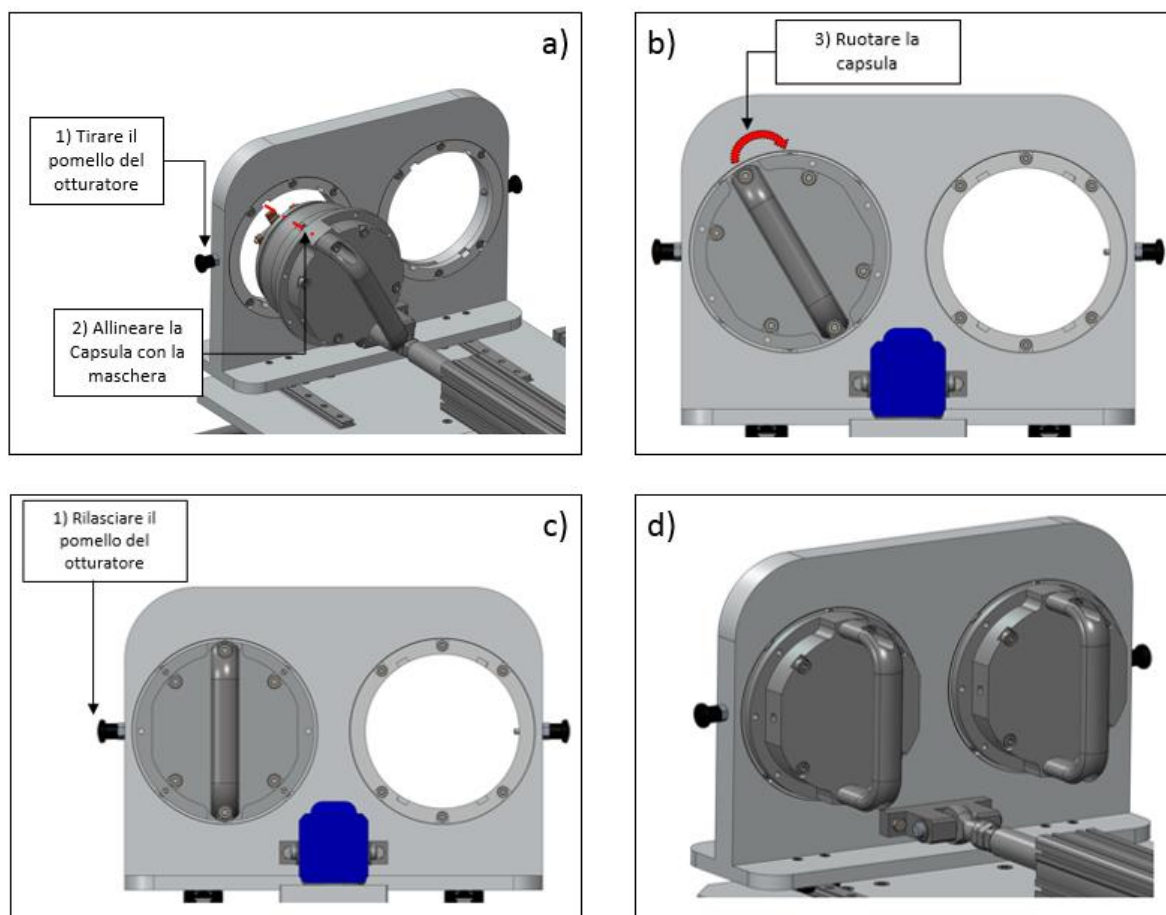 a)
1) Tirare il
pomello del
otturatore
2) Allineare la
Capsula con la
maschera
b)
3) Ruotare la
capsula
c)
1) Rilasciare il
pomello del
otturatore
d)